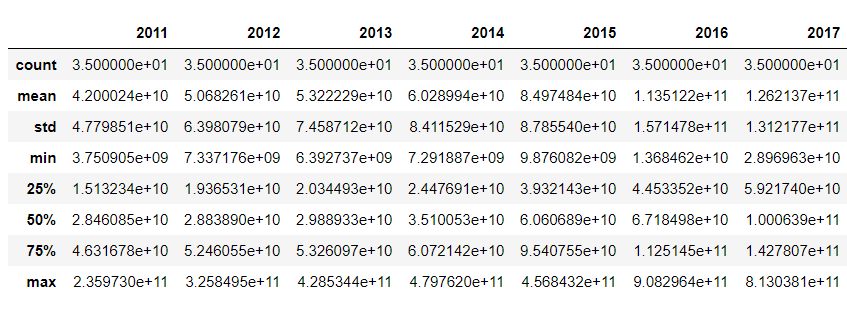 2011 2012 2013 2014 2015 2016 2017
count 3.500000e+01 3.500000e+01 3.500000e+01 3.500000e+01 3.500000e+01 3.500000e+01 3.500000e+01
mean 4.200024e+10 5.068261e+10 5.322229e+10 6.028994e+10 8.497484e+10 1.135122e+11 1.262137e+11
std 4.779851e+10 6.398079e+10 7.458712e+10 8.411529e+10 8.785540e+10 1.571478e+11 1.312177e+11
min 3.750905e+09 7.337176e+09 6.392737e+09 7.291887e+09 9.876082e+09 1.368462e+10 2.896963e+10
25% 1.513234e+10 1.936531e+10 2.034493e+10 2.447691e+10 3.932143e+10 4.453352e+10 5.921740e+10
50% 2.846085e+10 2.883890e+10 2.988933e+10 3.510053e+10 6.060689e+10 6.718498e+10 1.000639e+11
75% 4.631678e+10 5.246055e+10 5.326097e+10 6.072142e+10 9.540755e+10 1.125145e+11 1.427807e+11
max 2.359730e+11 3.258495e+11 4.285344e+11 4.797620e+11 4.568432e+11 9.082964e+11 8.130381e+11